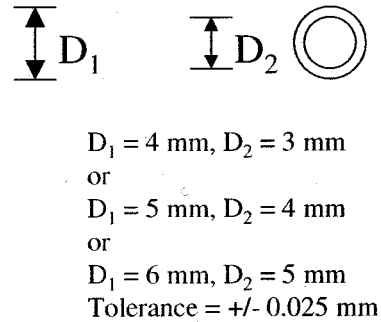 D₁ D₂
D₁ = 4 mm, D₂ = 3 mm
or
D₁ = 5 mm, D₂ = 4 mm
or
D₁ = 6 mm, D₂ = 5 mm
Tolerance = +/- 0.025 mm